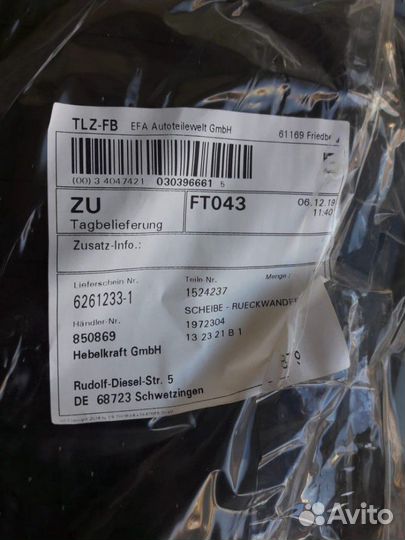 TLZ-FB EFA Autoteilewelt GmbH 61169
(00) 3 4047421 030396661 5
ZU FT043 06.12.19
Tagbelieferung 11:40
Zusatz-Info.:
Lieferschein Nr. Teile-Nr. Menge :
6261233-1 1524237
SCHEIBE - RUECKWANDFE
Händler-Nr. 1972304
850869 13 23 21 B 1
Hebelkraft GmbH
Rudolf-Diesel-Str. 5
DE 68723 Schwetzingen
Avito